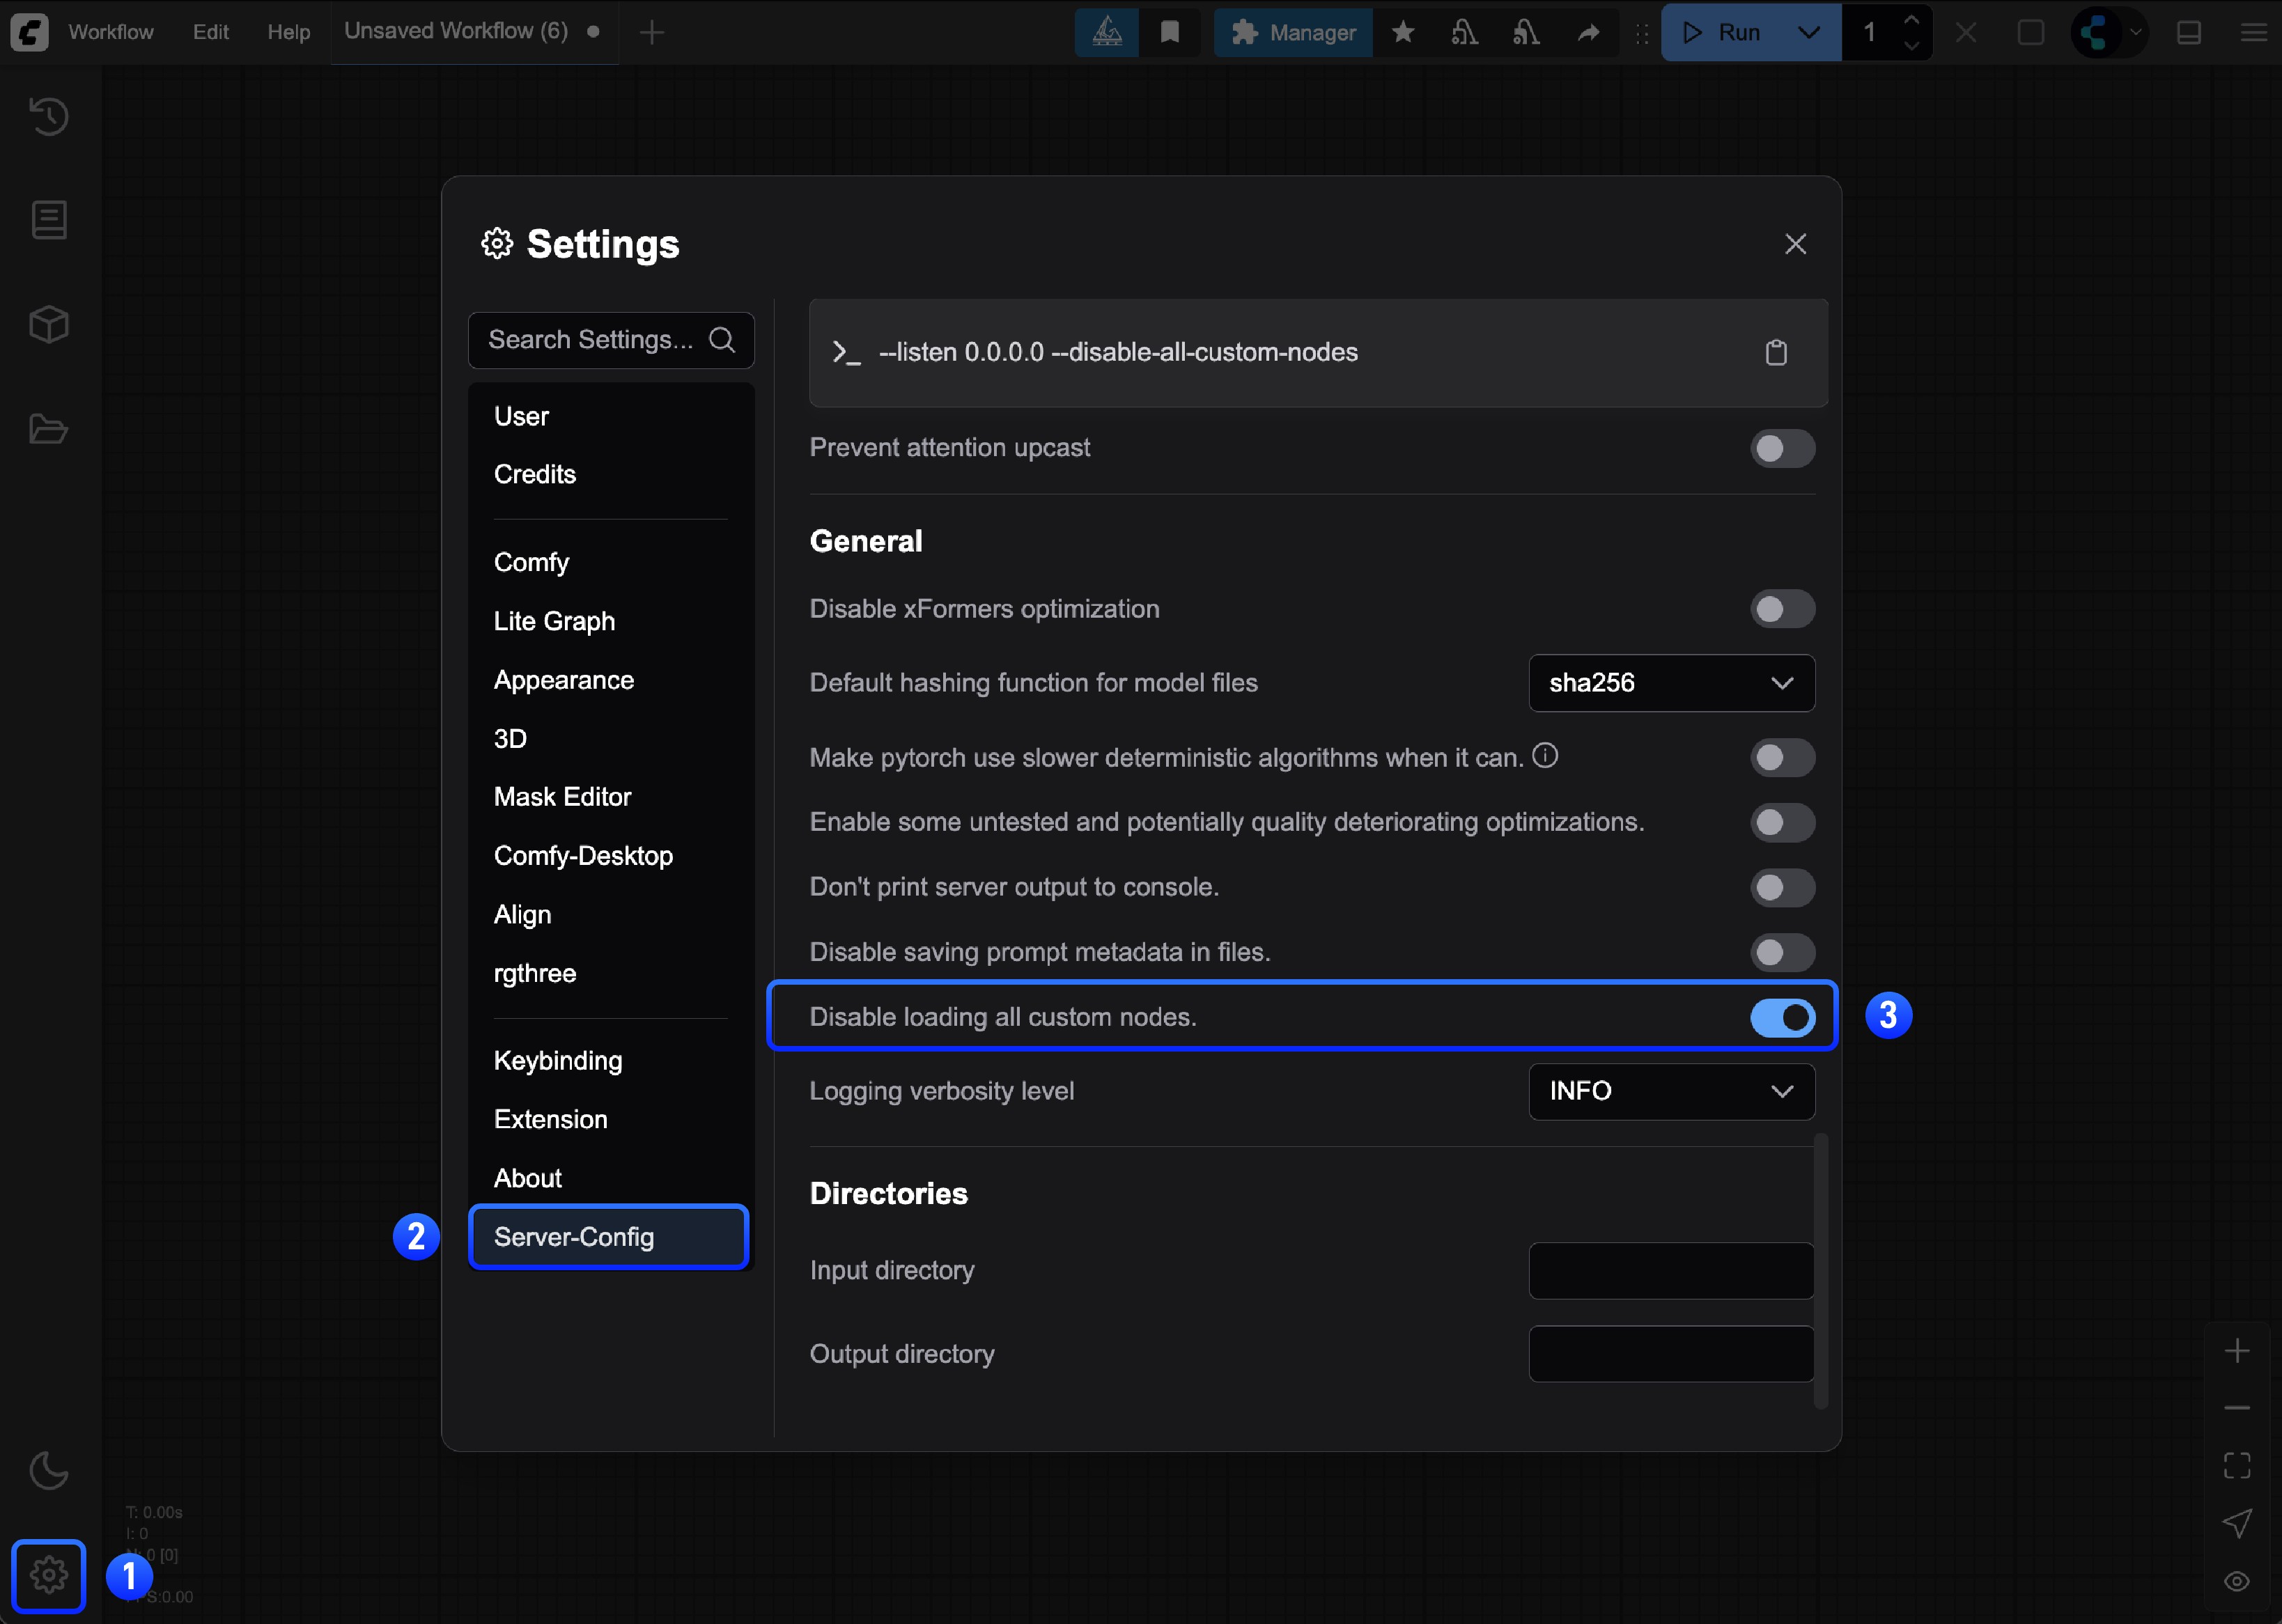 Workflow
Edit
Help
Unsaved Workflow (6)
Manager
Run
1
Settings
Search Settings...
User
Credits
Comfy
Lite Graph
Appearance
3D
Mask Editor
Comfy-Desktop
Align
rgthree
Keybinding
Extension
About
2
Server-Config
--listen 0.0.0.0 --disable-all-custom-nodes
Prevent attention upcast
General
Disable xFormers optimization
Default hashing function for model files
sha256
Make pytorch use slower deterministic algorithms when it can.
Enable some untested and potentially quality deteriorating optimizations.
Don't print server output to console.
Disable saving prompt metadata in files.
Disable loading all custom nodes.
3
Logging verbosity level
INFO
Directories
Input directory
Output directory
T: 0.00s
I: 0
0 [0]
1
S:0.00